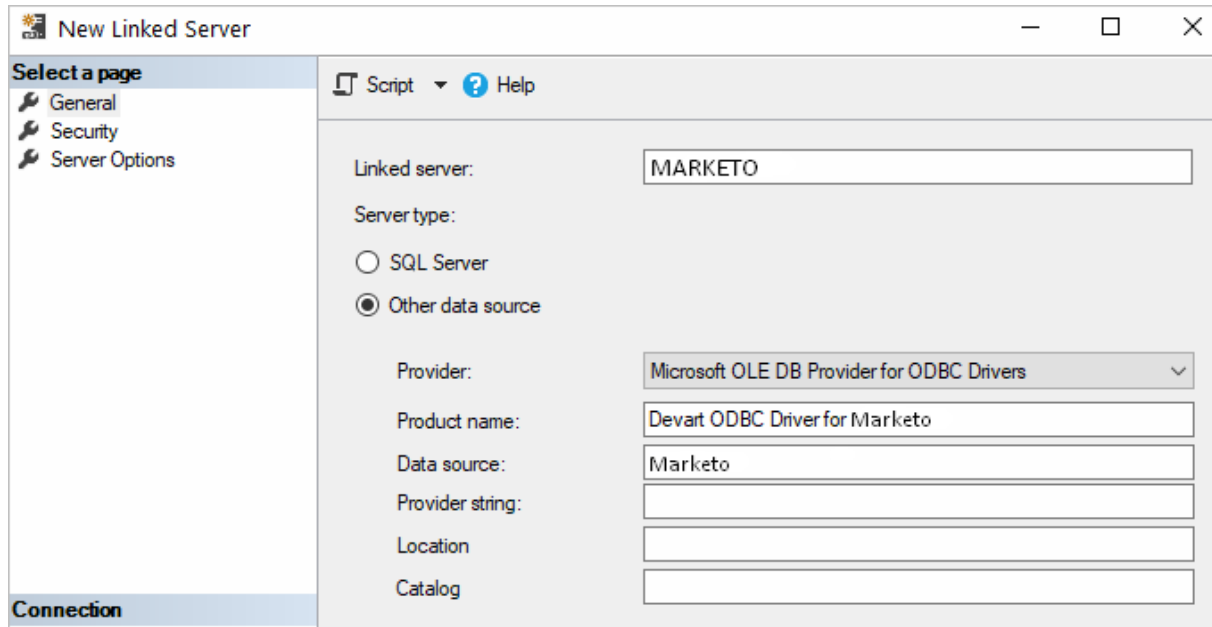 New Linked Server
Select a page
General
Security
Server Options
Connection
Script Help
Linked server: MARKETO
Server type:
SQL Server
Other data source
Provider: Microsoft OLE DB Provider for ODBC Drivers
Product name: Devart ODBC Driver for Marketo
Data source: Marketo
Provider string:
Location
Catalog